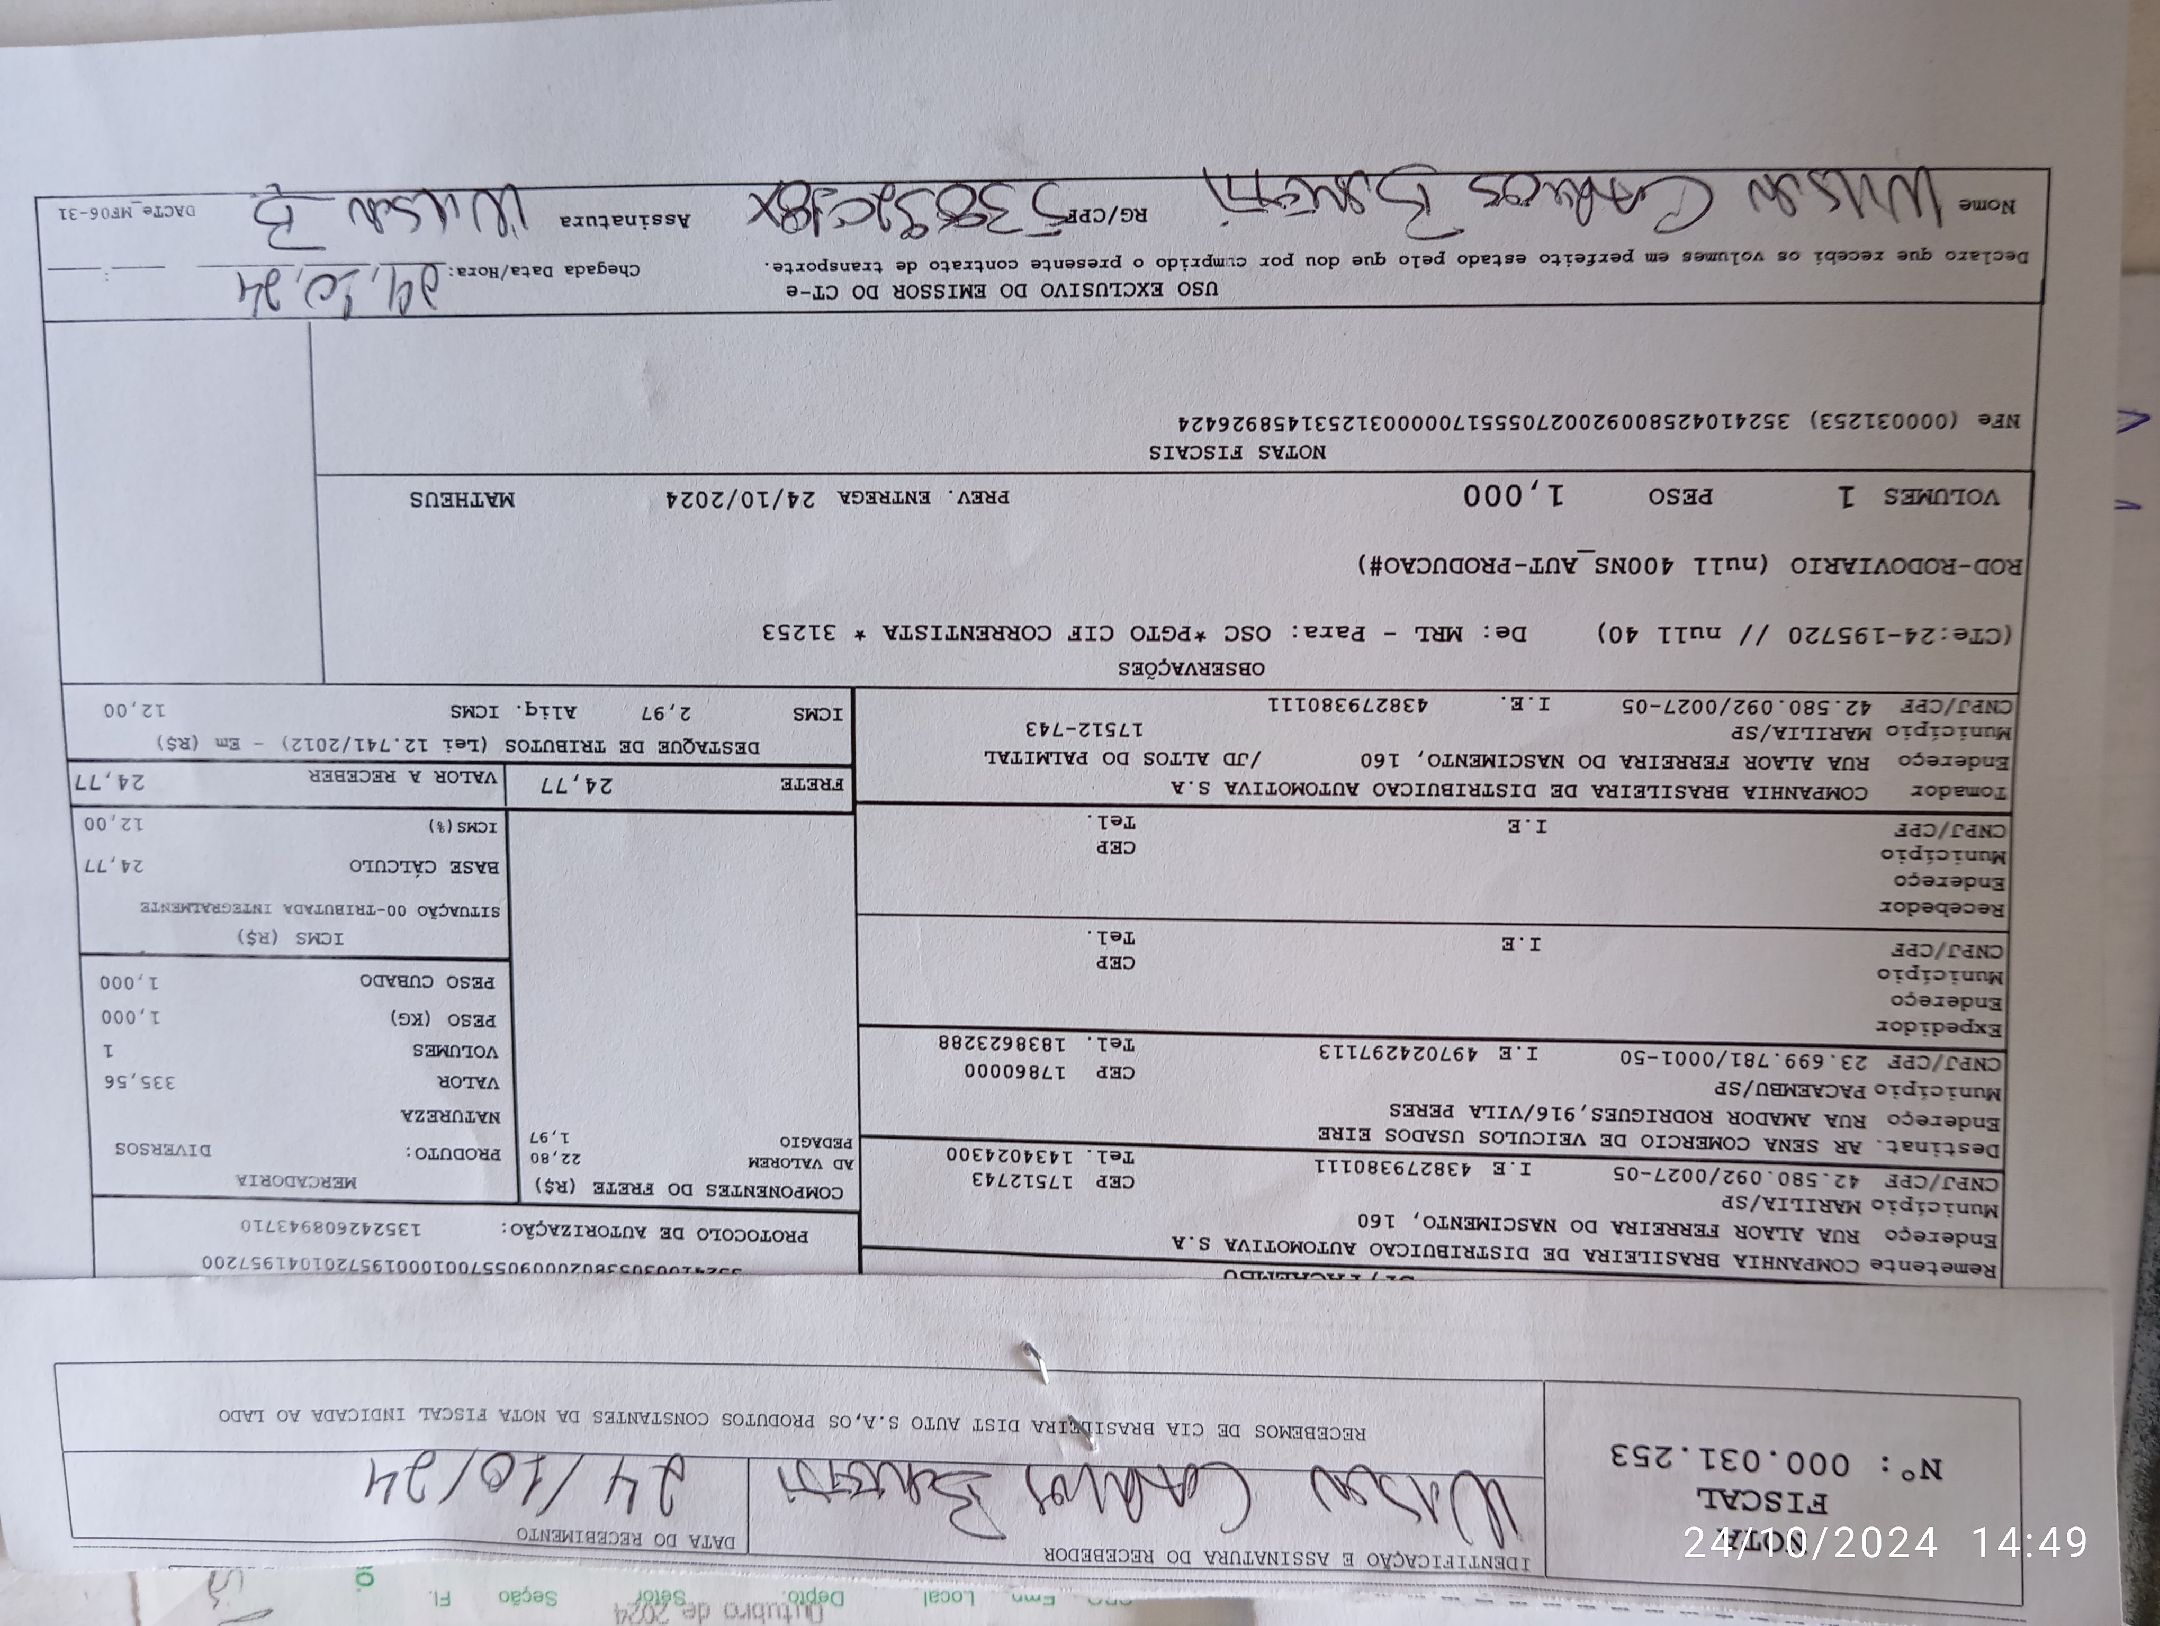 Outubro de 2024
Emp. Local Depto. Setor Seção Fl.
IDENTIFICAÇÃO E ASSINATURA DO RECEBEDOR
DATA DO RECEBIMENTO
Wilson Carlos 24/10/24
NOTA
FISCAL
Nº: 000.031.253
RECEBEMOS DE CIA BRASILEIRA DIST AUTO S.A,OS PRODUTOS CONSTANTES DA NOTA FISCAL INDICADA AO LADO
PROTOCOLO DE AUTORIZAÇÃO: 135242608943710
Remetente COMPANHIA BRASILEIRA DE DISTRIBUICAO AUTOMOTIVA S.A
Endereço RUA ALAOR FERREIRA DO NASCIMENTO, 160
Município MARILIA/SP CEP 17512743
CNPJ/CPF 42.580.092/0027-05 I.E 438279380111 Tel. 1434024300
Destinat. AR SENA COMERCIO DE VEICULOS USADOS EIRE
Endereço RUA AMADOR RODRIGUES,916/VILA PERES
Município PACAEMBU/SP CEP 17860000
CNPJ/CPF 23.699.781/0001-50 I.E 497024297113 Tel. 1838623288
Expedidor
Endereço
Município CEP
CNPJ/CPF I.E Tel.
Recebedor
Endereço
Município CEP
CNPJ/CPF I.E Tel.
Tomador COMPANHIA BRASILEIRA DE DISTRIBUICAO AUTOMOTIVA S.A
Endereço RUA ALAOR FERREIRA DO NASCIMENTO, 160 /JD ALTOS DO PALMITAL
Município MARILIA/SP 17512-743
CNPJ/CPF 42.580.092/0027-05 I.E. 438279380111
COMPONENTES DO FRETE (R$)
AD VALOREM 22,80
PEDAGIO 1,97
MERCADORIA
PRODUTO: DIVERSOS
NATUREZA
VALOR 335,56
VOLUMES 1
PESO (KG) 1,000
PESO CUBADO 1,000
ICMS (R$)
SITUAÇÃO 00-TRIBUTADA INTEGRALMENTE
BASE CÁLCULO 24,77
ICMS(%) 12,00
FRETE 24,77 VALOR A RECEBER 24,77
DESTAQUE DE TRIBUTOS (Lei 12.741/2012) - Em (R$)
ICMS 2,97 Aliq. ICMS 12,00
OBSERVAÇÕES
(CTe:24-195720 // null 40) De: MRL - Para: OSC *PGTO CIF CORRENTISTA * 31253
ROD-RODOVIARIO (null 400NS_AUT-PRODUCAO#)
VOLUMES 1 PESO 1,000 PREV. ENTREGA 24/10/2024 MATHEUS
NOTAS FISCAIS
NFe (000031253) 35241042580092002705551700000312531458926424
USO EXCLUSIVO DO EMISSOR DO CT-e
Declaro que recebi os volumes em perfeito estado pelo que dou por cumprido o presente contrato de transporte.
Chegada Data/Hora: 24,10,24
Nome Wilson Carlos RG/CPF Assinatura Wilson B
DACTe_MF06-31
24/10/2024 14:49